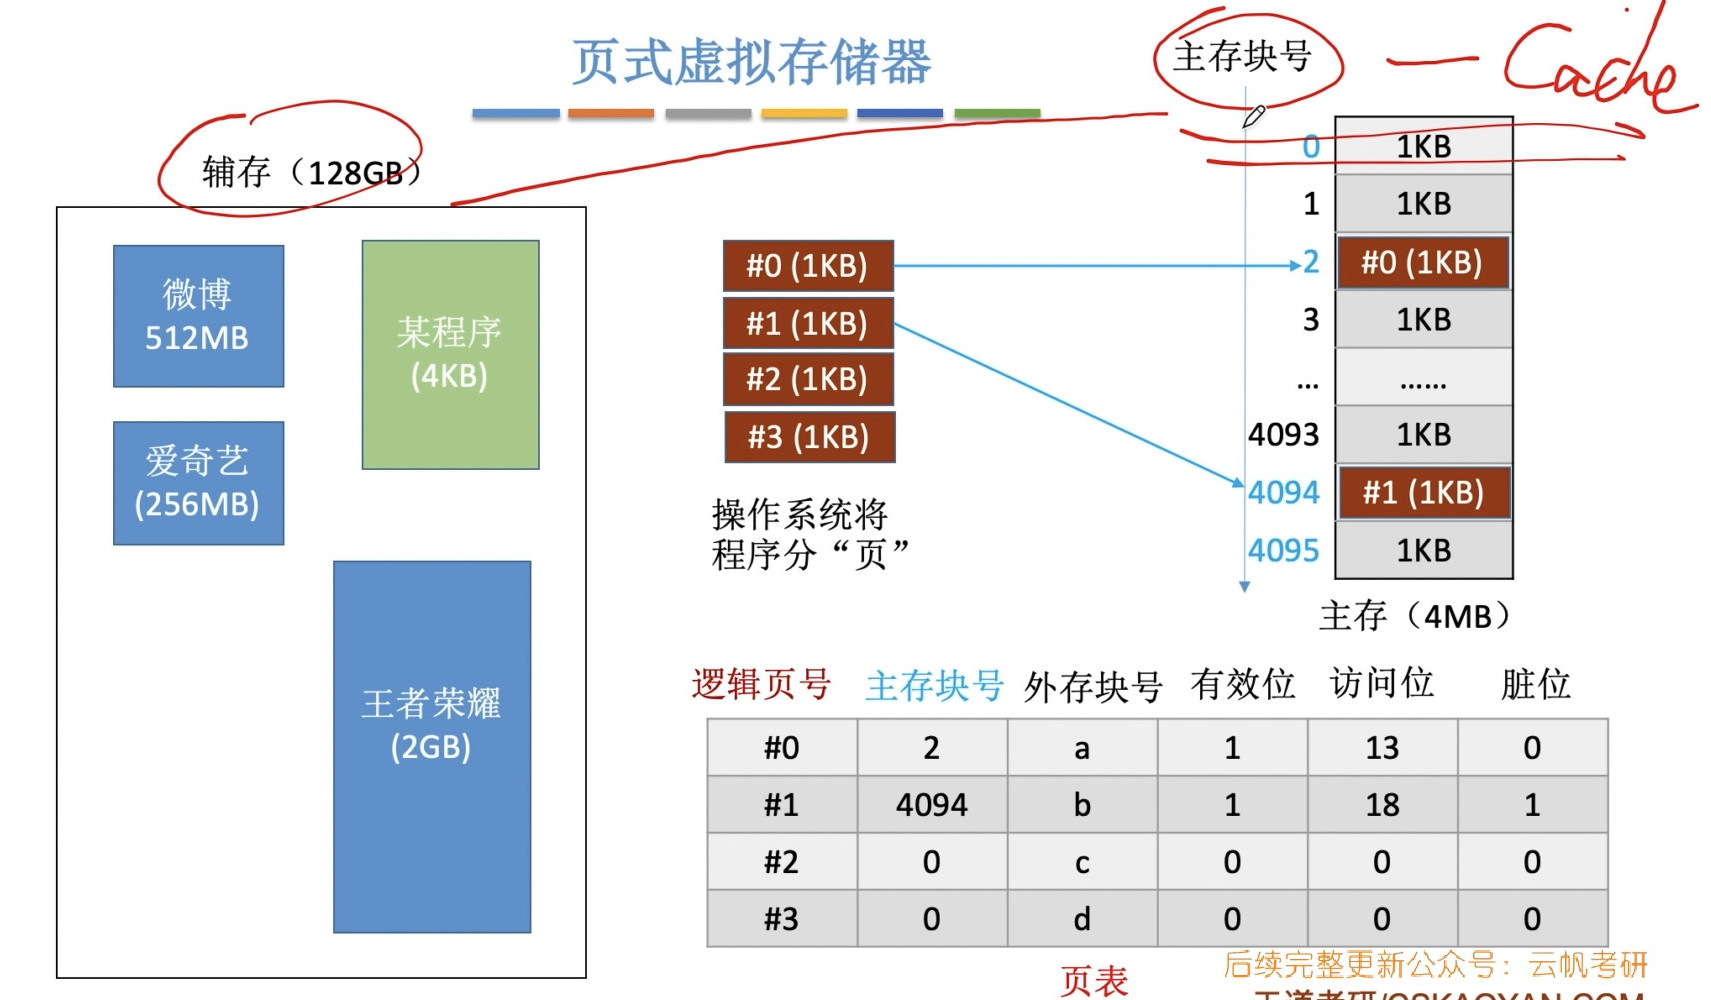 页式虚拟存储器
主存块号 — Cache
辅存（128GB）
微博
512MB
某程序
(4KB)
爱奇艺
(256MB)
王者荣耀
(2GB)
#0 (1KB)
#1 (1KB)
#2 (1KB)
#3 (1KB)
操作系统将
程序分“页”
0 1KB
1 1KB
2 #0 (1KB)
3 1KB
... ......
4093 1KB
4094 #1 (1KB)
4095 1KB
主存（4MB）
逻辑页号 主存块号 外存块号 有效位 访问位 脏位
#0 2 a 1 13 0
#1 4094 b 1 18 1
#2 0 c 0 0 0
#3 0 d 0 0 0
页表
后续完整更新公众号：云帆考研
王道考研/CSKAOYAN.COM